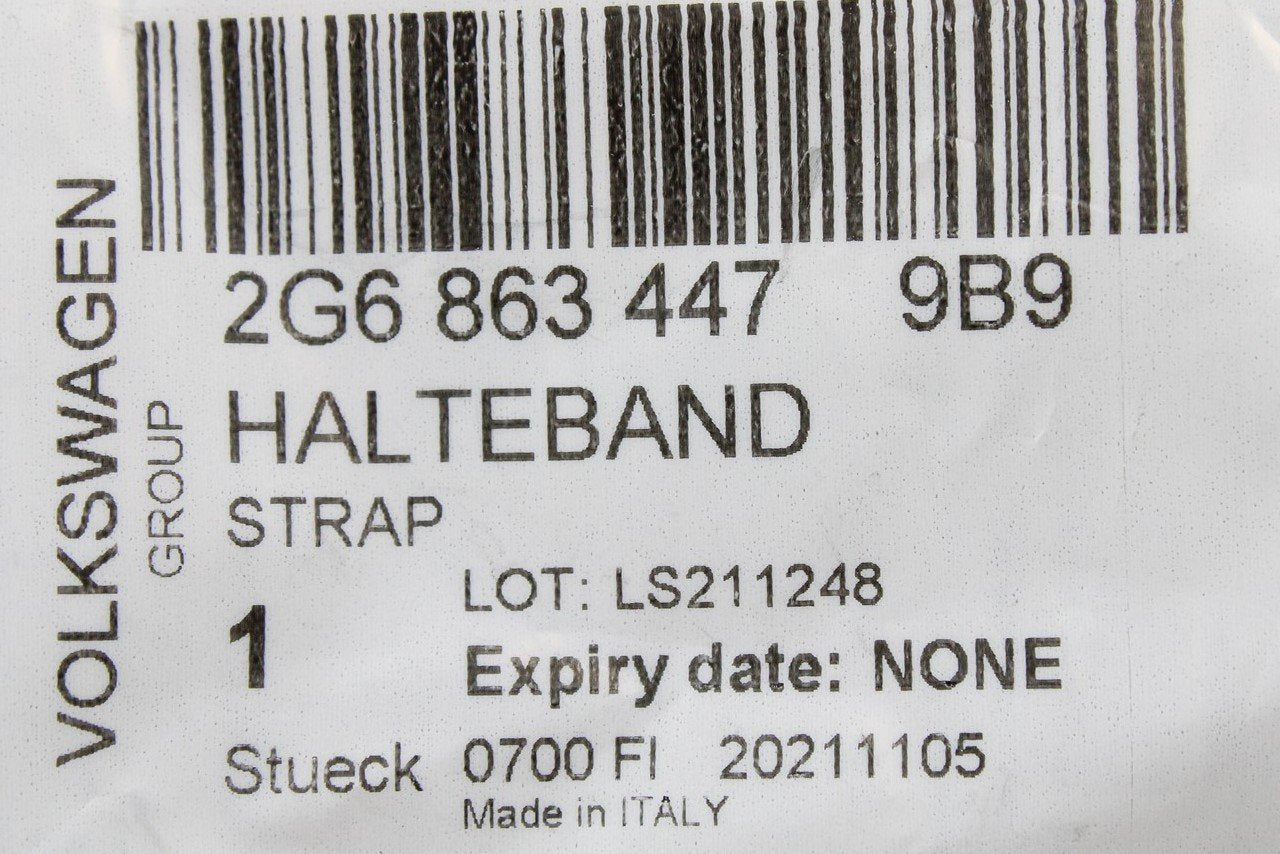 VOLKSWAGEN
GROUP
2G6 863 447 9B9
HALTEBAND
STRAP
LOT: LS211248
1
Expiry date: NONE
Stueck 0700 FI 20211105
Made in ITALY